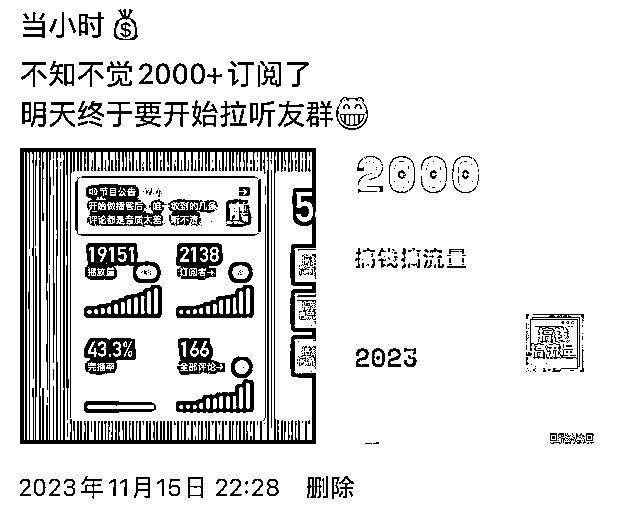 当小时💰
不知不觉2000+订阅了
明天终于要开始拉听友群😁
节目公告
开始做播客后，唯一收到的几条
评论都是音质太差，听不清
19151
播放量
2138
订阅者
43.3%
完播率
166
全部评论
5
2000
搞钱搞流量
2023
搞钱
搞流量
2023年11月15日 22:28 删除